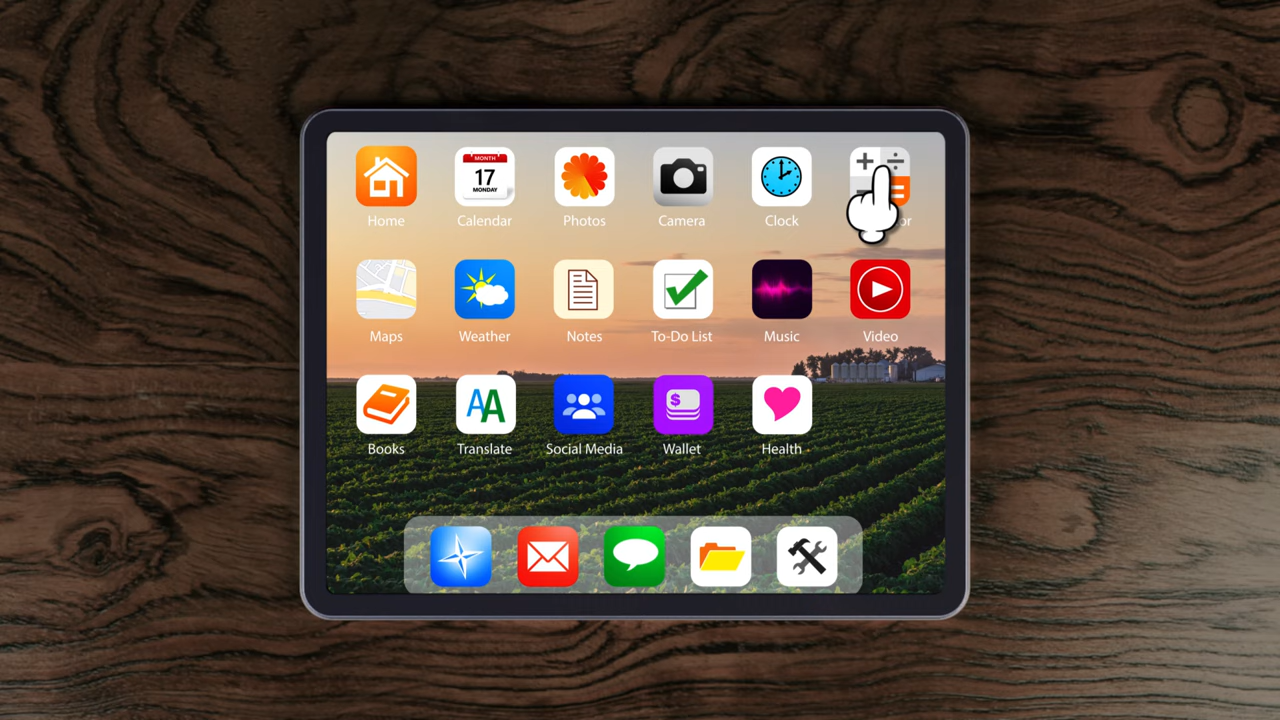 MONTH
17
MONDAY
Home
Calendar
Photos
Camera
Clock
Maps
Weather
Notes
To-Do List
Music
Video
AA
$
Books
Translate
Social Media
Wallet
Health